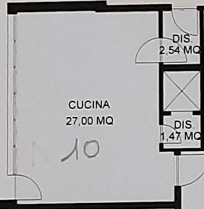 DIS.
2,54 MQ
CUCINA
27,00 MQ
DIS.
1,47 MQ
10